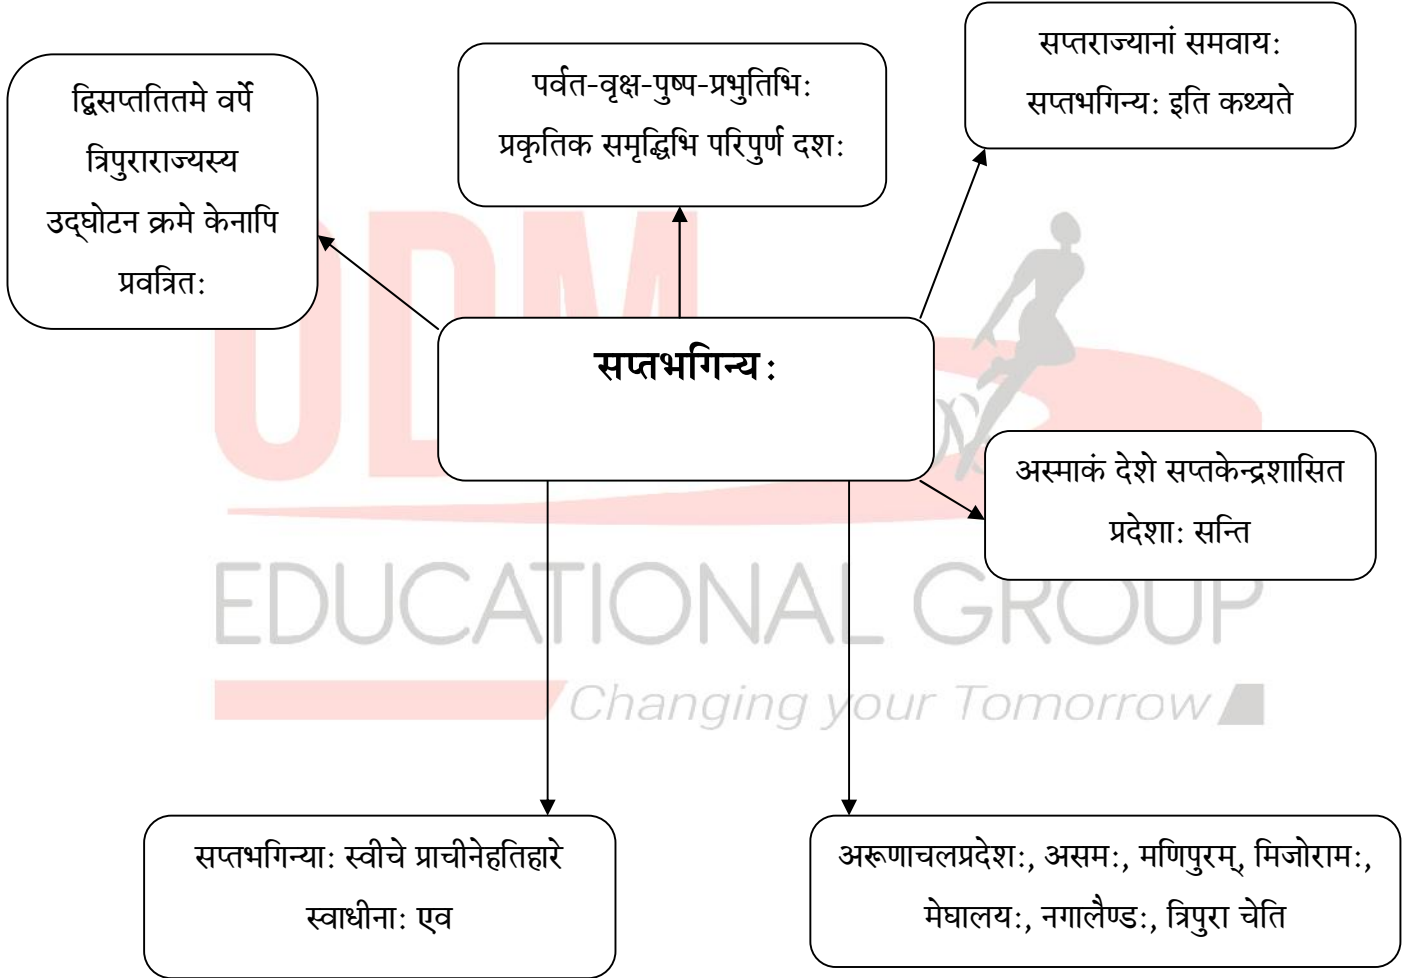 सप्तराज्यानां समवाय:
सप्तभगिन्य: इति कथ्यते
पर्वत-वृक्ष-पुष्प-प्रभुतिभि:
प्रकृतिक समृद्धिभि परिपुर्ण दश:
द्विसप्ततितमे वर्पे
त्रिपुराराज्यस्य
उद्घोटन क्रमे केनापि
प्रवत्रित:
सप्तभगिन्य:
अस्माकं देशे सप्तकेन्द्रशासित
प्रदेशा: सन्ति
ODM
EDUCATIONAL GROUP
Changing your Tomorrow
सप्तभगिन्या: स्वीचे प्राचीनेहतिहारे
स्वाधीना: एव
अरूणाचलप्रदेश:, असम:, मणिपुरम्, मिजोराम:,
मेघालय:, नगालैण्ड:, त्रिपुरा चेति